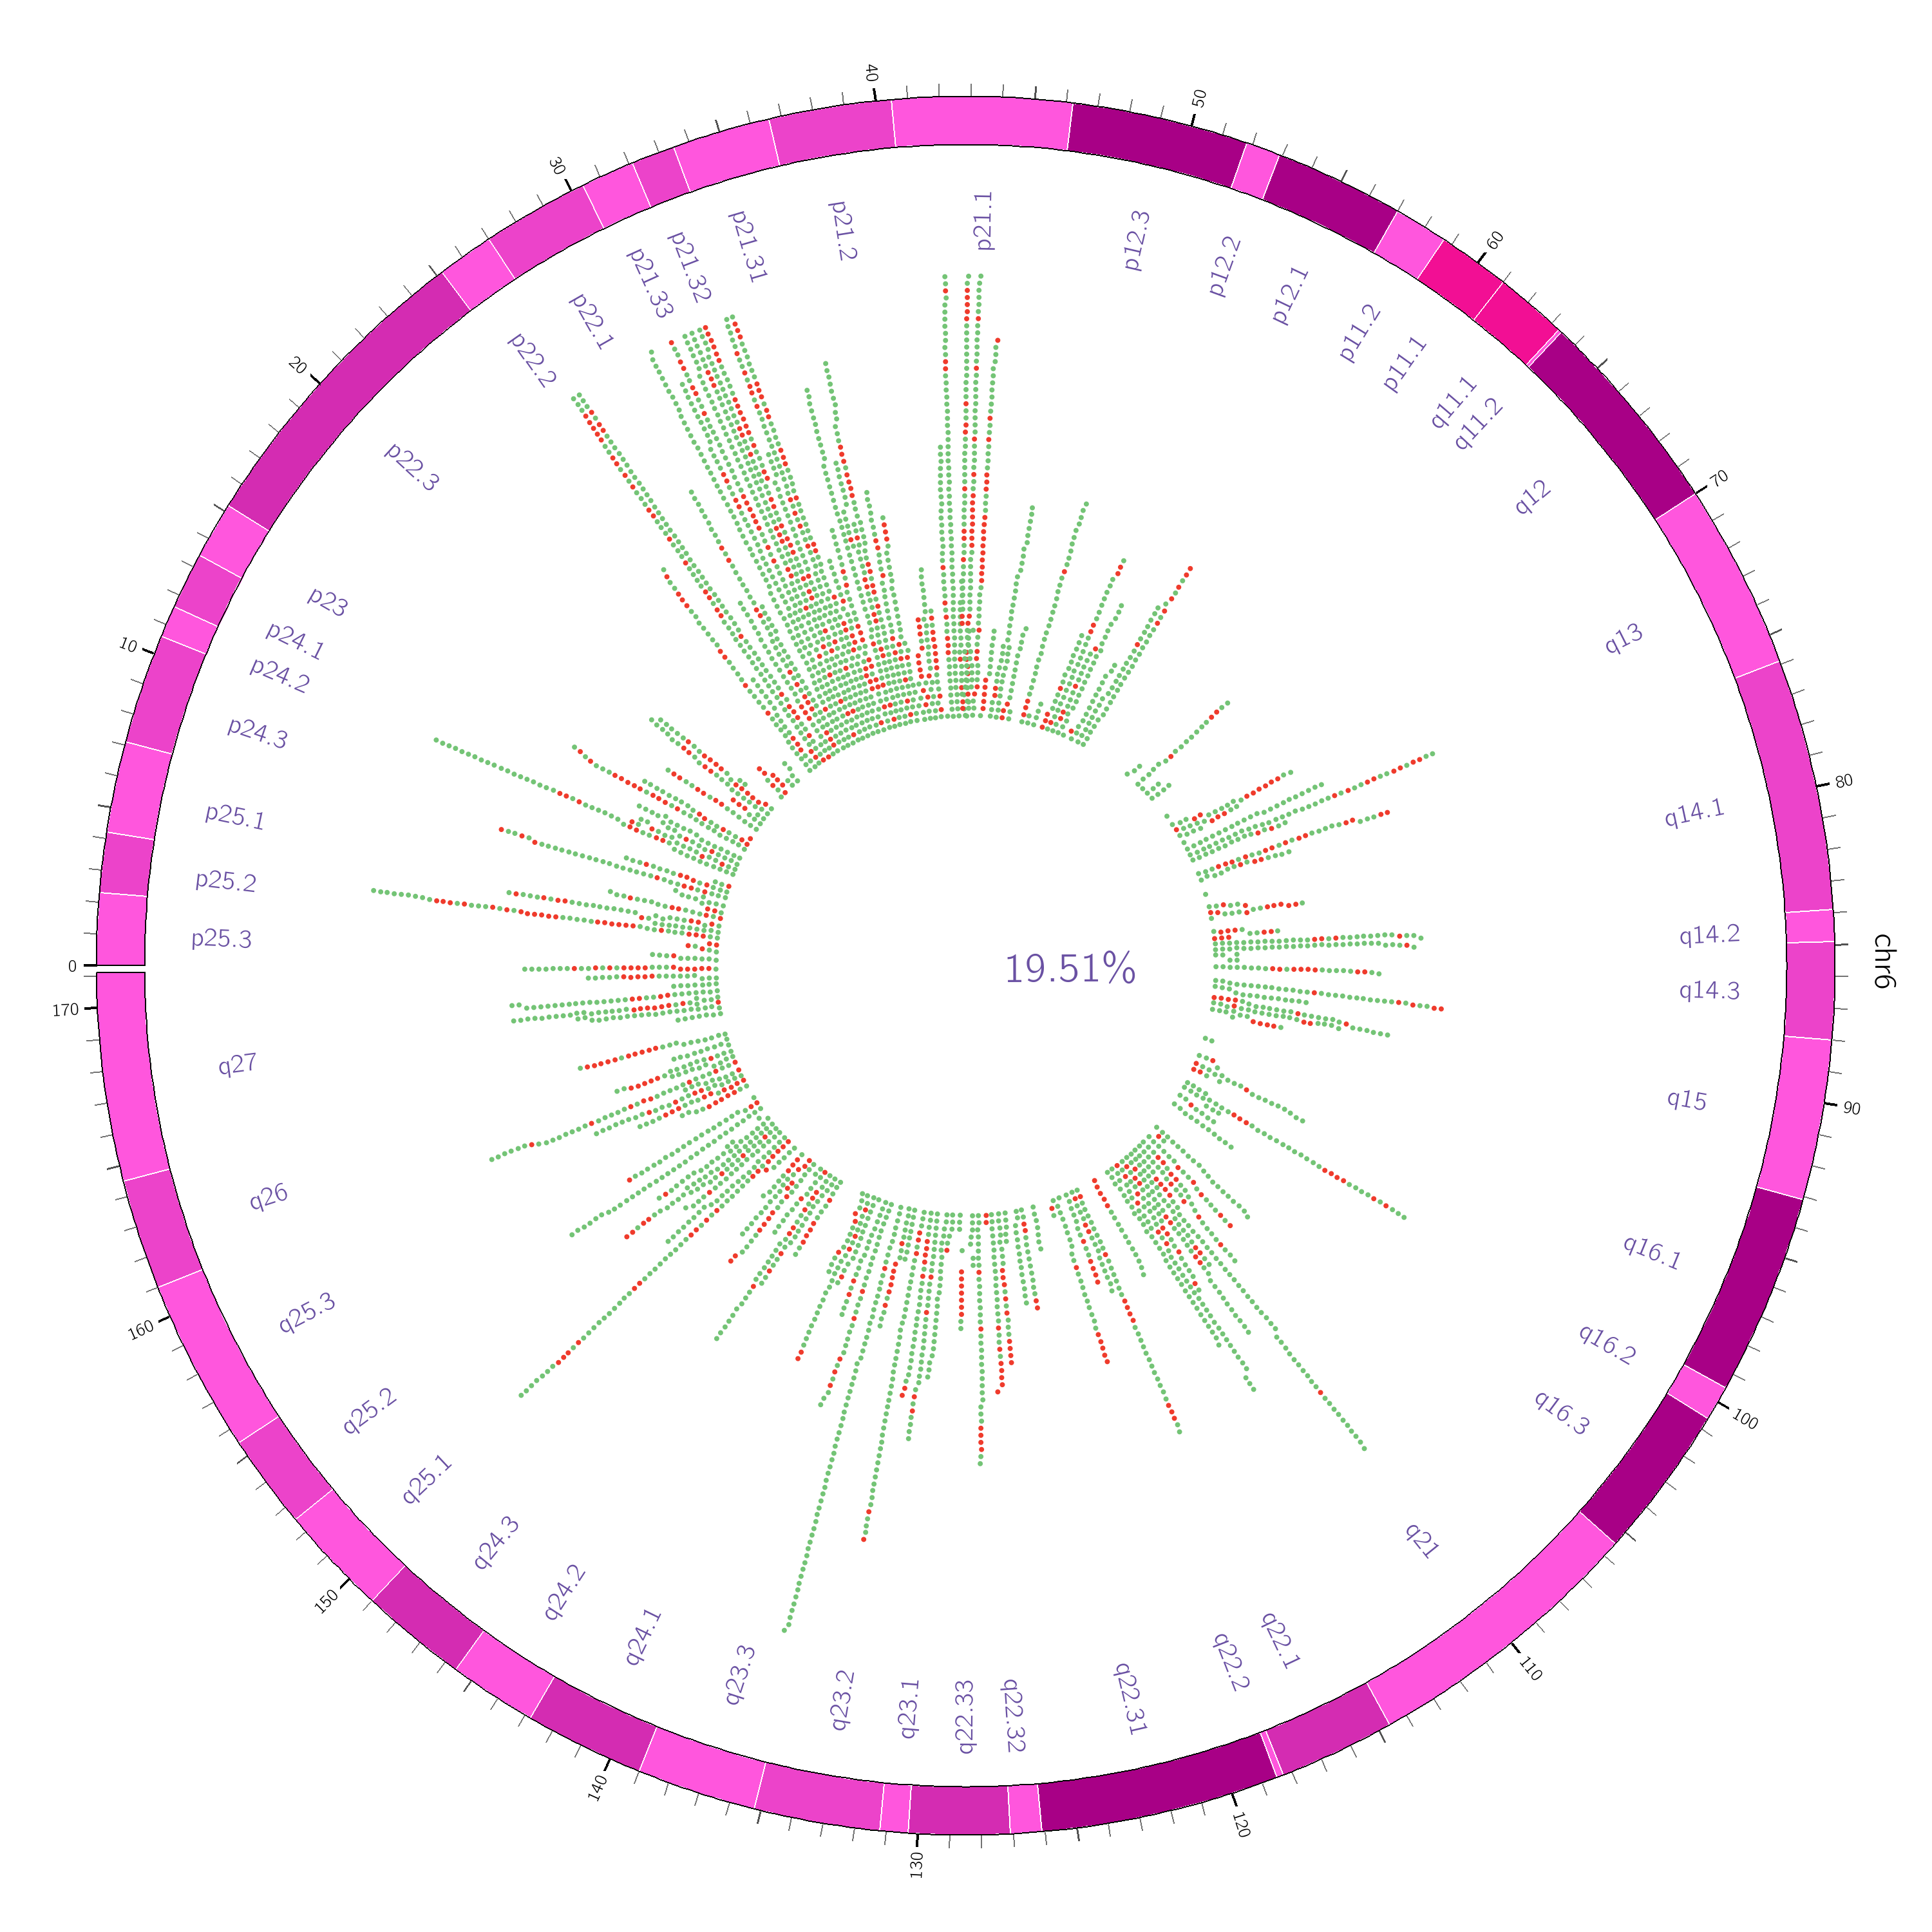 0
10
20
30
40
50
60
70
80
90
100
110
120
130
140
150
160
170
chr6
p25.3
p25.2
p25.1
p24.3
p24.2
p24.1
p23
p22.3
p22.2
p22.1
p21.33
p21.32
p21.31
p21.2
p21.1
p12.3
p12.2
p12.1
p11.2
p11.1
q11.1
q11.2
q12
q13
q14.1
q14.2
q14.3
q15
q16.1
q16.2
q16.3
q21
q22.1
q22.2
q22.31
q22.32
q22.33
q23.1
q23.2
q23.3
q24.1
q24.2
q24.3
q25.1
q25.2
q25.3
q26
q27
19.51%